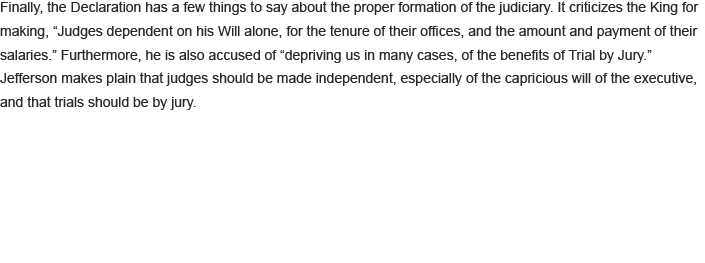 Finally, the Declaration has a few things to say about the proper formation of the judiciary. It criticizes the King for
making, “Judges dependent on his Will alone, for the tenure of their offices, and the amount and payment of their
salaries.” Furthermore, he is also accused of “depriving us in many cases, of the benefits of Trial by Jury.”
Jefferson makes plain that judges should be made independent, especially of the capricious will of the executive,
and that trials should be by jury.